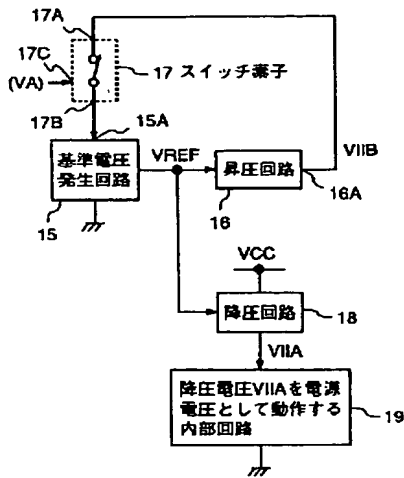 17A
17C
(VA)
17 スイッチ素子
17B
15A
基準電圧
発生回路
VREF
昇圧回路
VIIB
15
16
16A
VCC
降圧回路
18
VIIA
降圧電圧VIIAを電源
電圧として動作する
内部回路
19